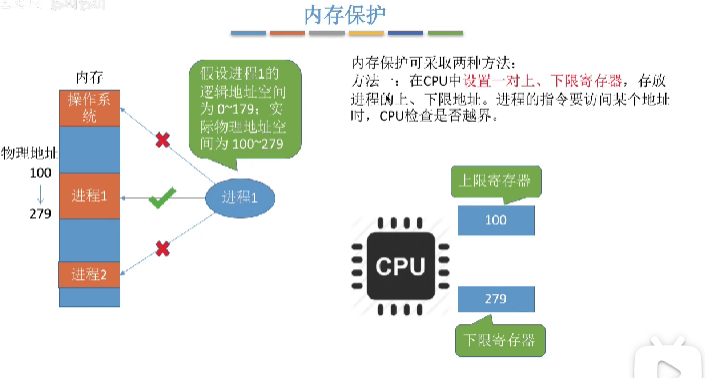 内存保护
内存保护可采取两种方法：
方法一：在CPU中设置一对上、下限寄存器，存放
进程的上、下限地址。进程的指令要访问某个地址
时，CPU检查是否越界。
假设进程1的
逻辑地址空间
为 0~179；实
际物理地址空
间为 100~279
内存
操作系
统
物理地址
100
279
进程1
进程1
进程2
上限寄存器
100
CPU
279
下限寄存器